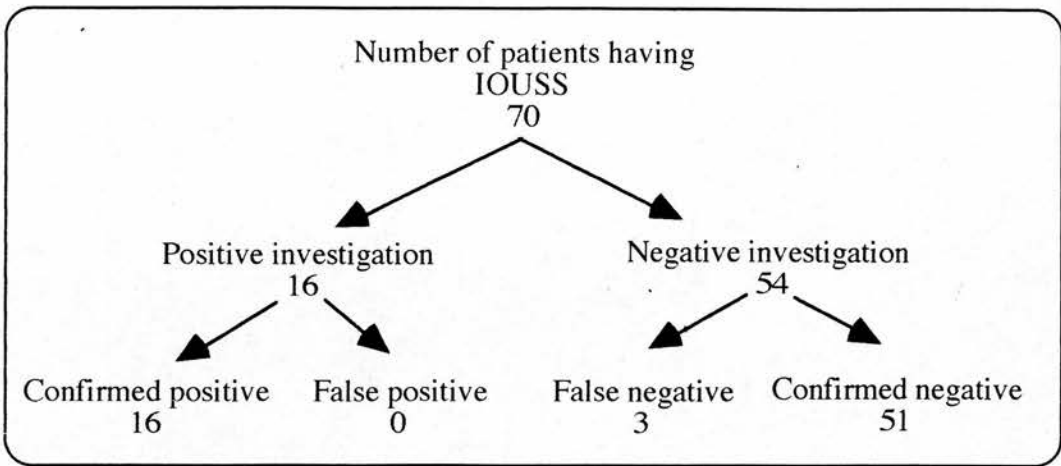 Number of patients having
IOUSS
70
Positive investigation
16
Negative investigation
54
Confirmed positive
16
False positive
0
False negative
3
Confirmed negative
51